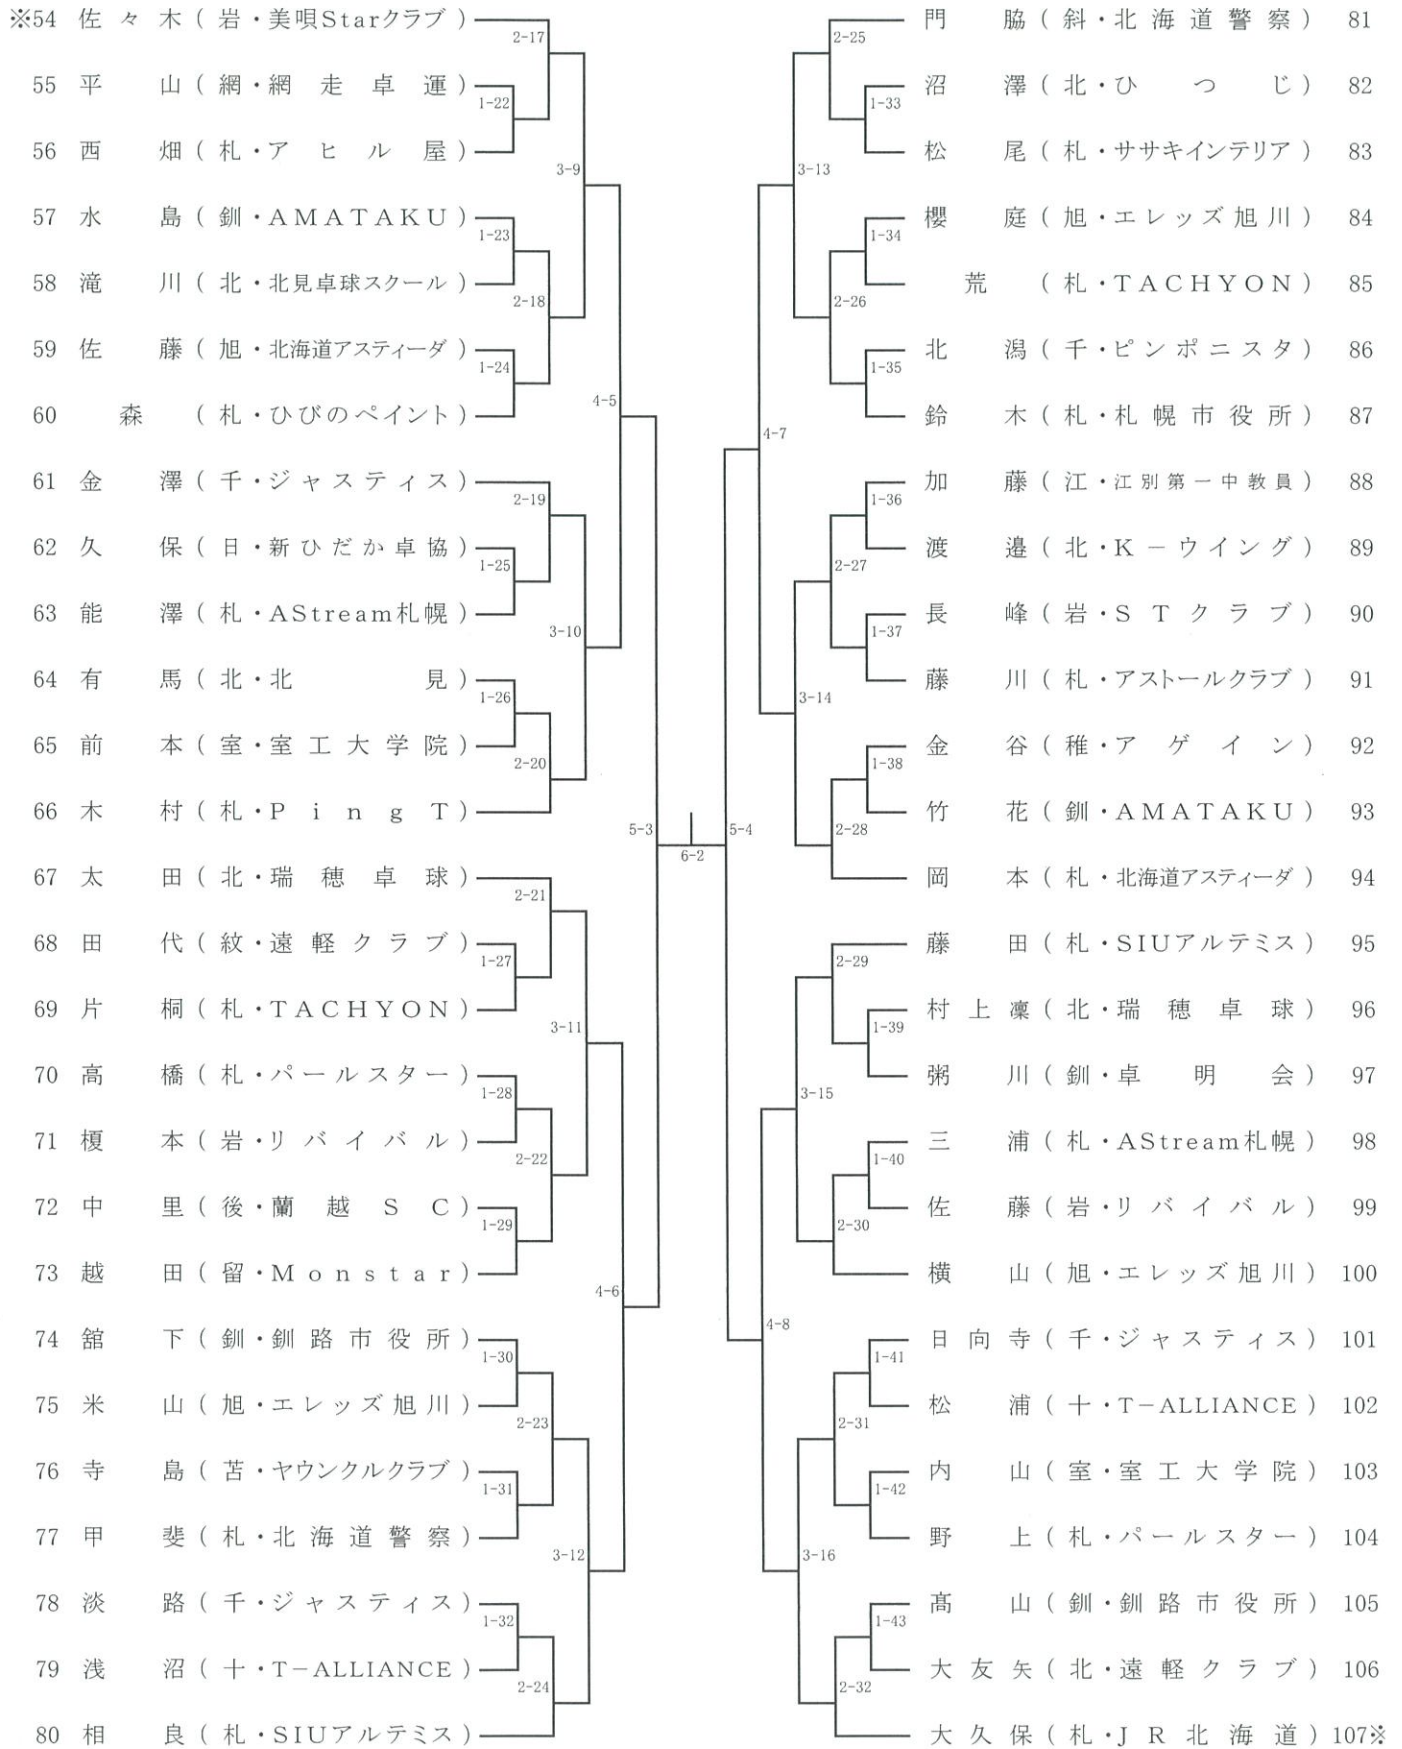 ※54 佐々木（岩・美唄Starクラブ）
2-17
55 平山（網・網走卓運）
1-22
56 西畑（札・アヒル屋）
3-9
57 水島（釧・AMATAKU）
1-23
58 滝川（北・北見卓球スクール）
2-18
59 佐藤（旭・北海道アスティーダ）
1-24
60 森（札・ひびのペイント）
4-5
61 金澤（千・ジャスティス）
2-19
62 久保（日・新ひだか卓協）
1-25
63 能澤（札・AStream札幌）
3-10
64 有馬（北・北見）
1-26
65 前本（室・室工大学院）
2-20
66 木村（札・PingT）
5-3
67 太田（北・瑞穂卓球）
2-21
68 田代（紋・遠軽クラブ）
1-27
69 片桐（札・TACHYON）
3-11
70 高橋（札・パールスター）
1-28
71 榎本（岩・リバイバル）
2-22
72 中里（後・蘭越SC）
1-29
73 越田（留・Monstar）
4-6
74 舘下（釧・釧路市役所）
1-30
75 米山（旭・エレッズ旭川）
2-23
76 寺島（苫・ヤウンクルクラブ）
1-31
77 甲斐（札・北海道警察）
3-12
78 淡路（千・ジャスティス）
1-32
79 浅沼（十・T-ALLIANCE）
2-24
80 相良（札・SIUアルテミス）
6-2
門脇（斜・北海道警察） 81
2-25
沼澤（北・ひつじ） 82
1-33
松尾（札・ササキインテリア） 83
3-13
櫻庭（旭・エレッズ旭川） 84
1-34
荒（札・TACHYON） 85
2-26
北潟（千・ピンポニスタ） 86
1-35
鈴木（札・札幌市役所） 87
4-7
加藤（江・江別第一中教員） 88
1-36
渡邉（北・K－ウイング） 89
2-27
長峰（岩・STクラブ） 90
1-37
藤川（札・アストールクラブ） 91
3-14
金谷（稚・アゲイン） 92
1-38
竹花（釧・AMATAKU） 93
2-28
5-4
岡本（札・北海道アスティーダ） 94
藤田（札・SIUアルテミス） 95
2-29
村上凜（北・瑞穂卓球） 96
1-39
粥川（釧・卓明会） 97
3-15
三浦（札・AStream札幌） 98
1-40
佐藤（岩・リバイバル） 99
2-30
横山（旭・エレッズ旭川） 100
4-8
日向寺（千・ジャスティス） 101
1-41
松浦（十・T-ALLIANCE） 102
2-31
内山（室・室工大学院） 103
1-42
野上（札・パールスター） 104
3-16
髙山（釧・釧路市役所） 105
1-43
大友矢（北・遠軽クラブ） 106
2-32
大久保（札・JR北海道）107※